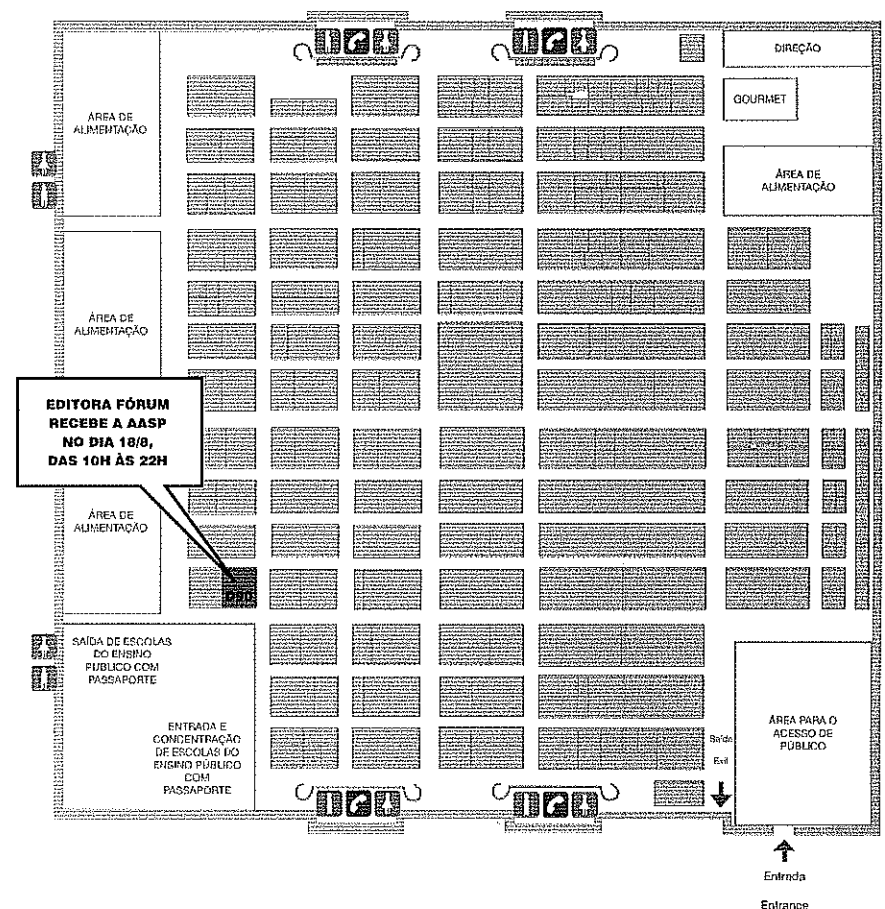 DIREÇÃO
GOURMET
ÁREA DE
ALIMENTAÇÃO
ÁREA DE
ALIMENTAÇÃO
ÁREA DE
ALIMENTAÇÃO
EDITORA FÓRUM
RECEBE A AASP
NO DIA 18/8,
DAS 10H ÀS 22H
ÁREA DE
ALIMENTAÇÃO
SAÍDA DE ESCOLAS
DO ENSINO
PÚBLICO COM
PASSAPORTE
ENTRADA E
CONCENTRAÇÃO
DE ESCOLAS DO
ENSINO PÚBLICO
COM
PASSAPORTE
ÁREA PARA O
ACESSO DE
PÚBLICO
Saída
Exit
Entrada
Entrance